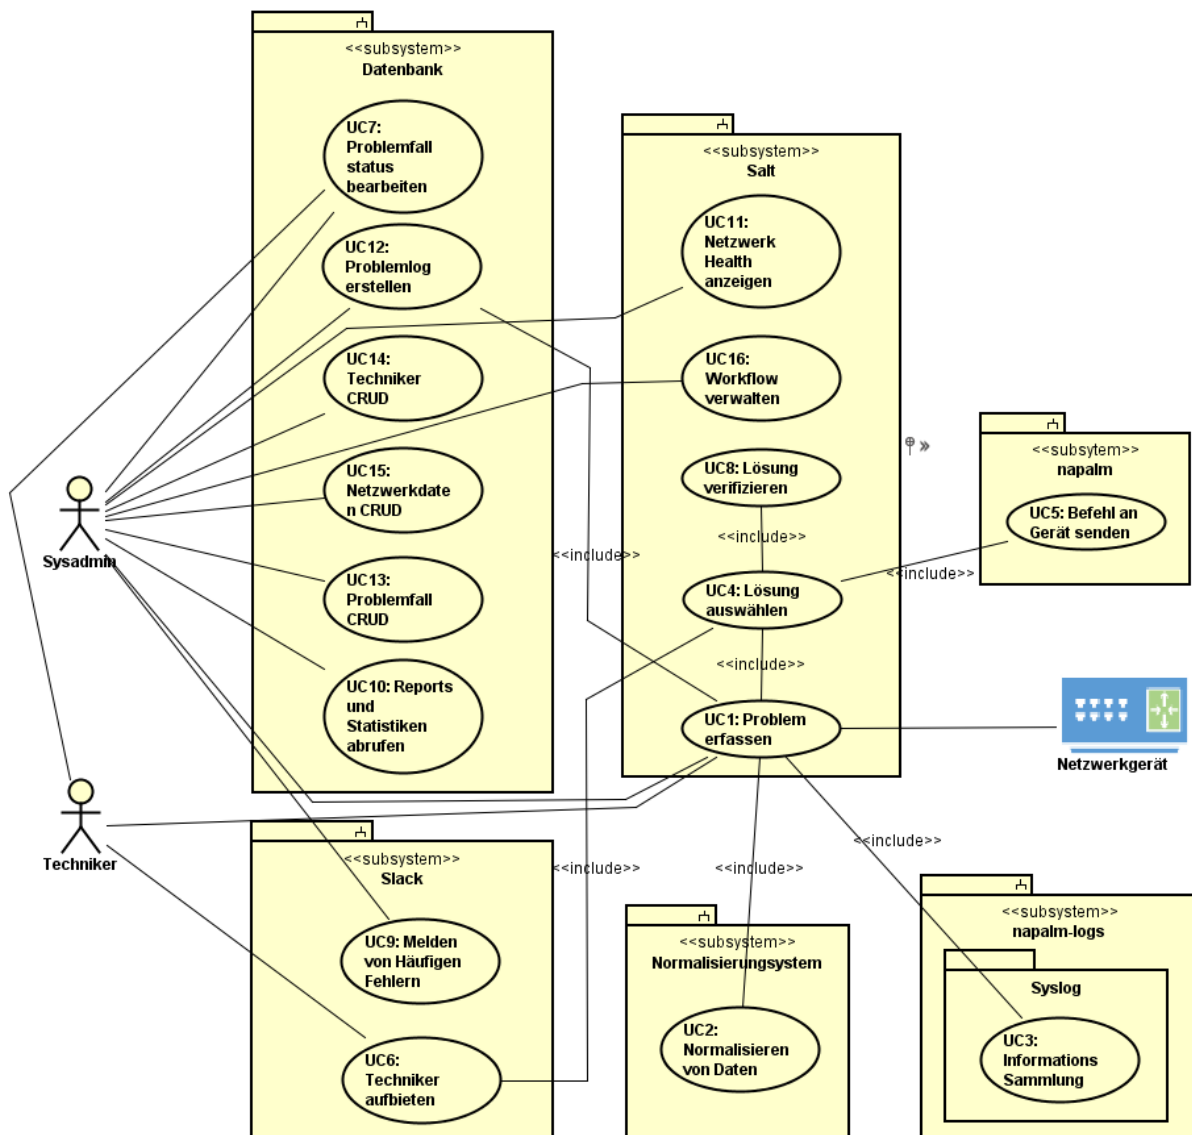 <<subsystem>>
Datenbank
UC7:
Problemfall
status
bearbeiten
UC12:
Problemlog
erstellen
UC14:
Techniker
CRUD
UC15:
Netzwerkdate
n CRUD
UC13:
Problemfall
CRUD
UC10: Reports
und
Statistiken
abrufen
<<subsystem>>
Salt
UC11:
Netzwerk
Health
anzeigen
UC16:
Workflow
verwalten
UC8: Lösung
verifizieren
<<include>>
UC4: Lösung
auswählen
<<include>>
UC1: Problem
erfassen
<<subsytem>>
napalm
UC5: Befehl an
Gerät senden
<<include>>
<<include>>
Sysadmin
Netzwerkgerät
Techniker
<<subsystem>>
Slack
UC9: Melden
von Häufigen
Fehlern
UC6:
Techniker
aufbieten
<<include>>
<<include>>
<<include>>
<<subsystem>>
Normalisierungsystem
UC2:
Normalisieren
von Daten
<<subsystem>>
napalm-logs
Syslog
UC3:
Informations
Sammlung